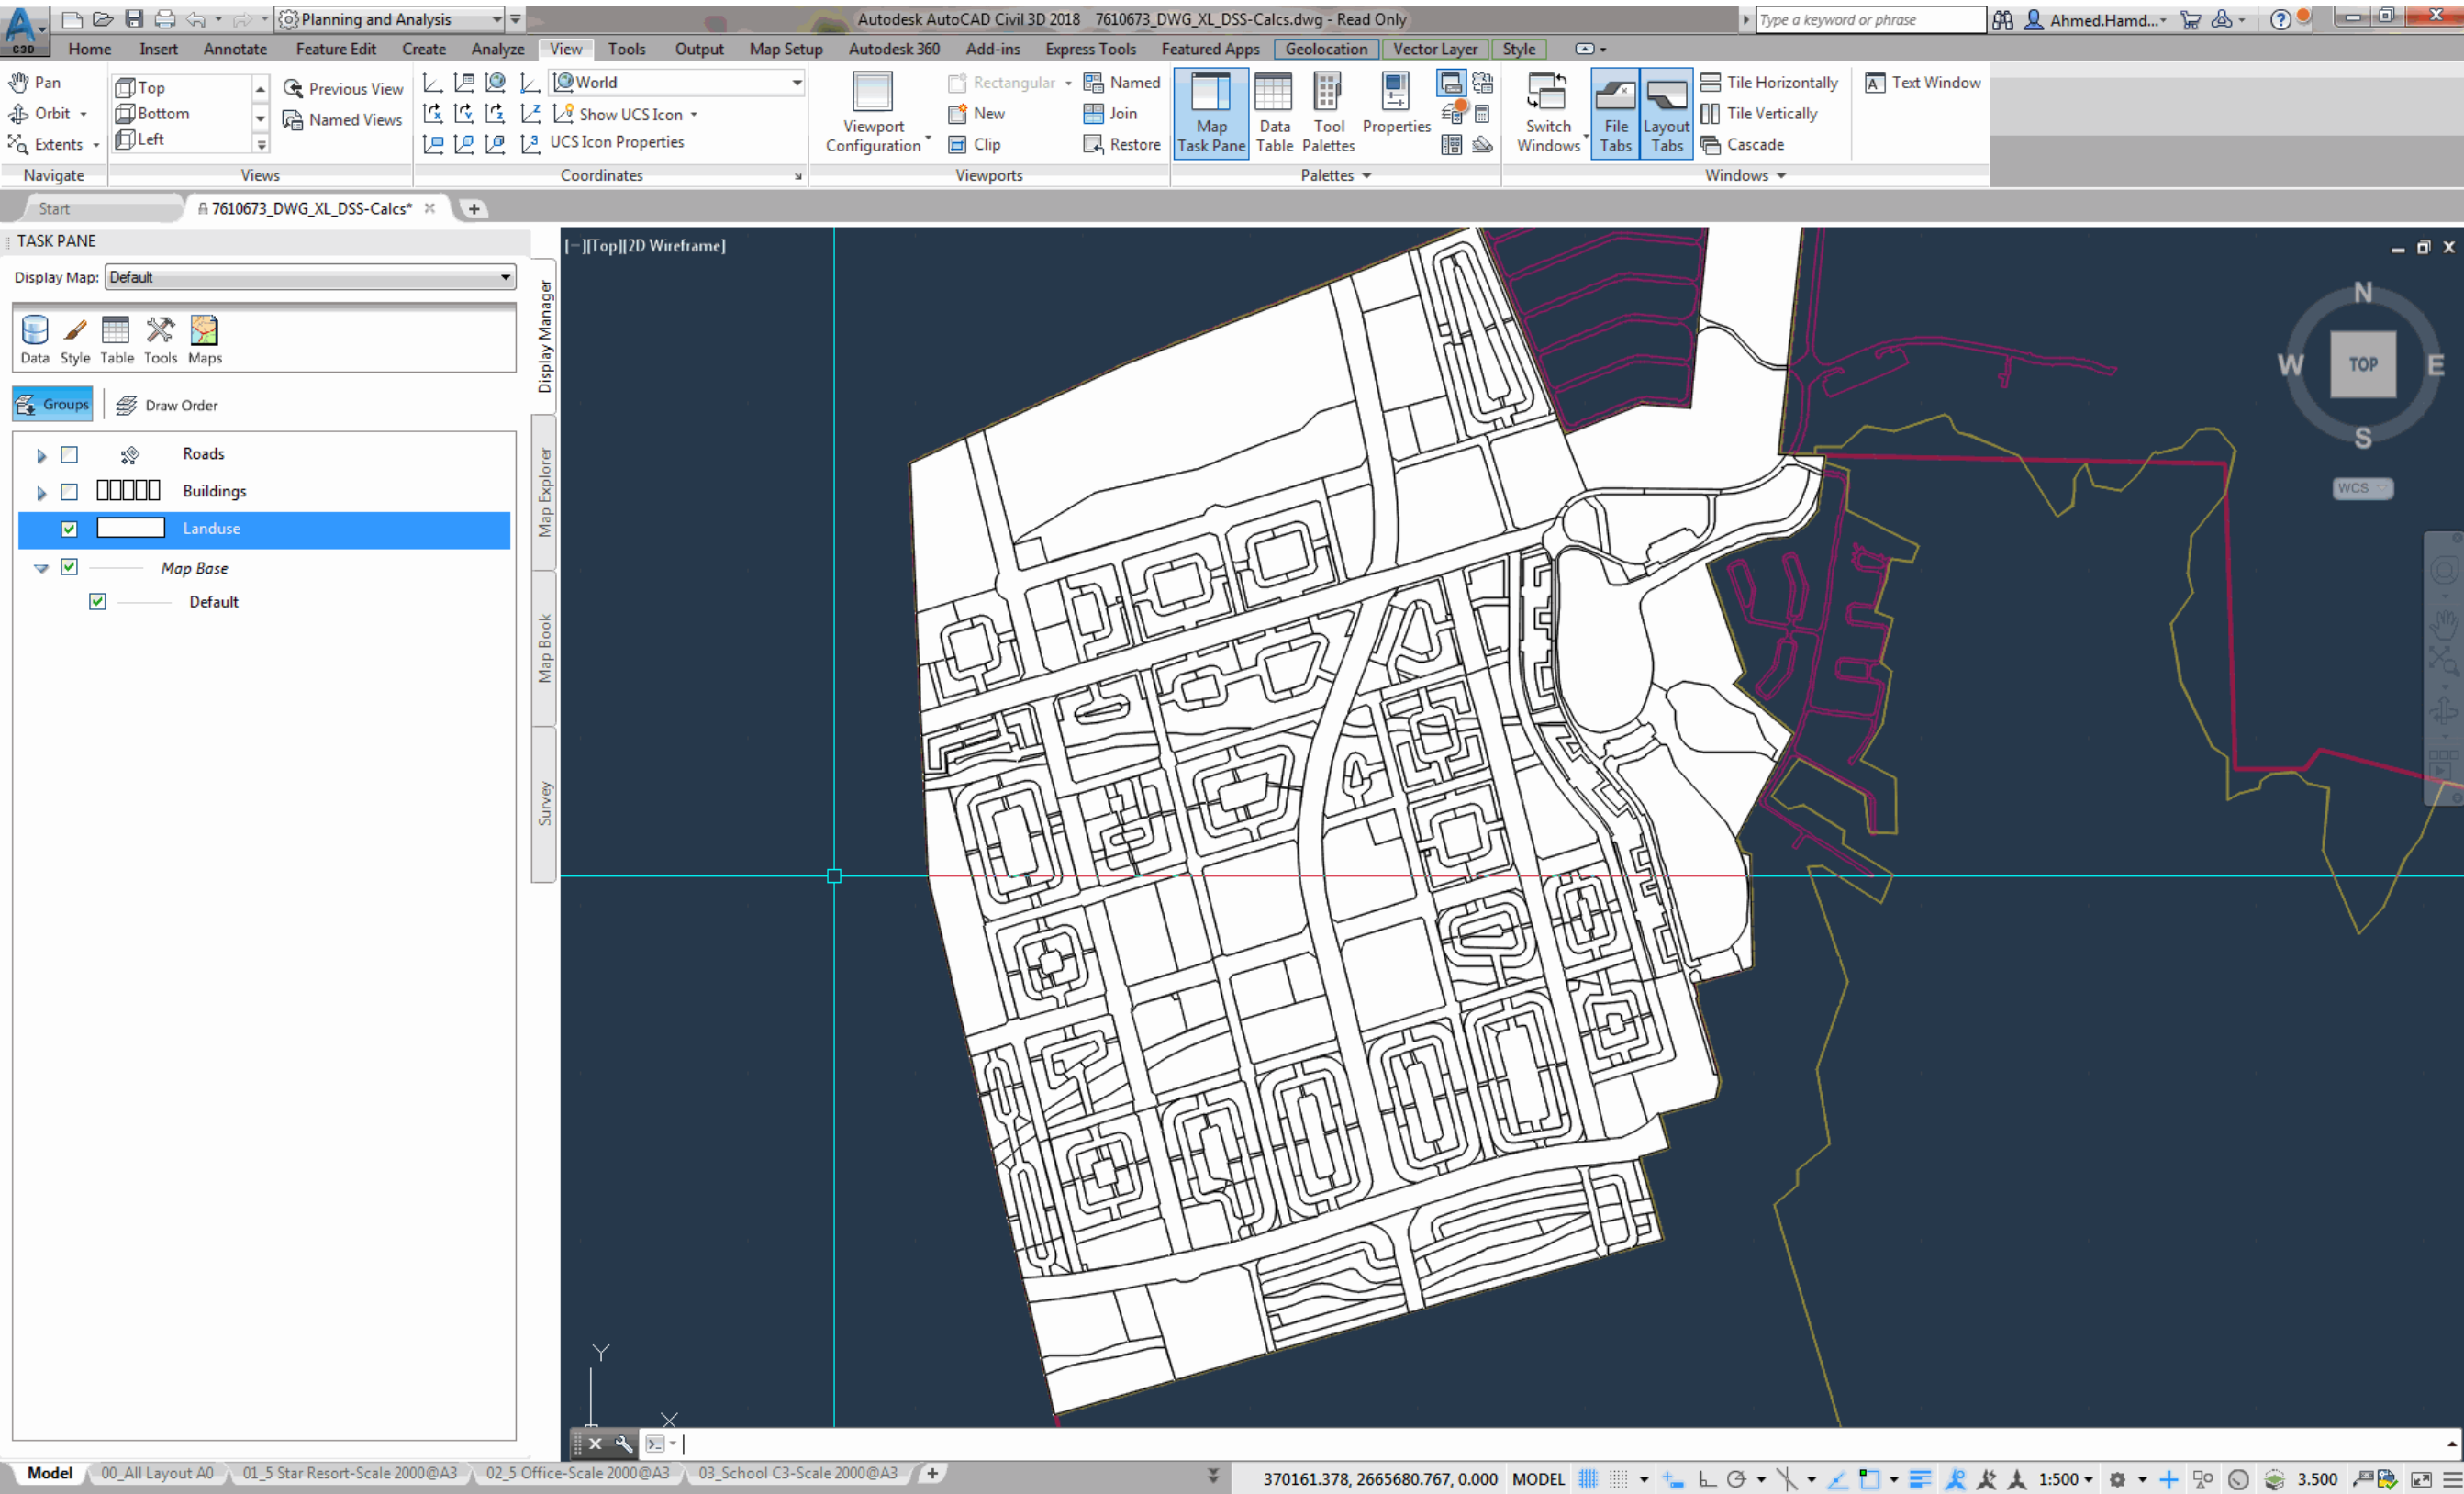 Planning and Analysis
Autodesk AutoCAD Civil 3D 2018 7610673_DWG_XL_DSS-Calcs.dwg - Read Only
Type a keyword or phrase
Ahmed.Hamd...
C3D
Home Insert Annotate Feature Edit Create Analyze View Tools Output Map Setup Autodesk 360 Add-ins Express Tools Featured Apps Geolocation Vector Layer Style
Pan
Orbit
Extents
Navigate
Top
Bottom
Left
Previous View
Named Views
Views
World
Show UCS Icon
UCS Icon Properties
Coordinates
Viewport
Configuration
Rectangular
New
Clip
Named
Join
Restore
Viewports
Map
Task Pane
Data
Table
Tool
Palettes
Properties
Palettes
Switch
Windows
File
Tabs
Layout
Tabs
Tile Horizontally
Tile Vertically
Cascade
Windows
Text Window
Start
7610673_DWG_XL_DSS-Calcs*
TASK PANE
Display Map: Default
Data Style Table Tools Maps
Groups
Draw Order
Roads
Buildings
Landuse
Map Base
Default
Display Manager
Map Explorer
Map Book
Survey
[−][Top][2D Wireframe]
N
W TOP E
S
WCS
Y
X
Model 00_All Layout A0 01_5 Star Resort-Scale 2000@A3 02_5 Office-Scale 2000@A3 03_School C3-Scale 2000@A3
370161.378, 2665680.767, 0.000 MODEL 1:500 3.500